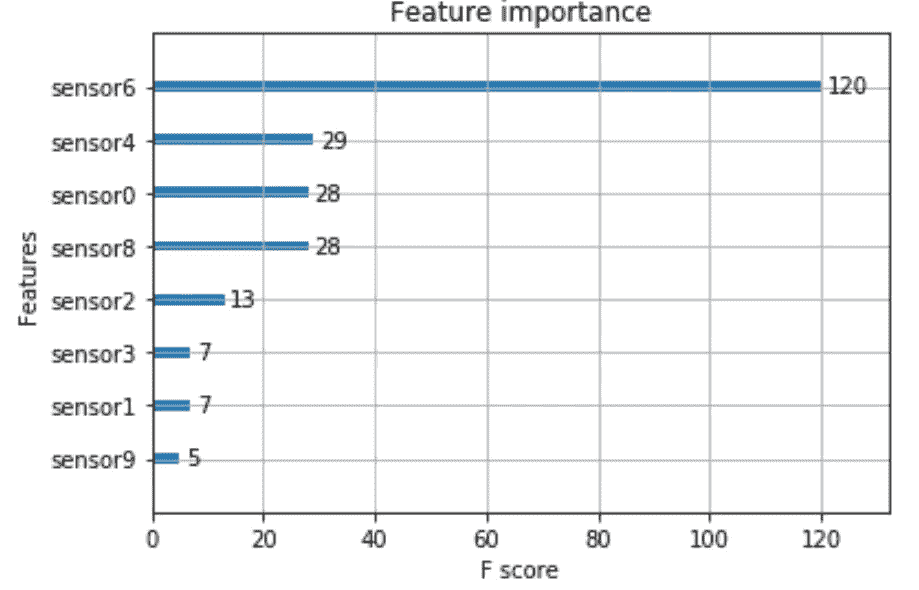 Feature importance
sensor6 120
sensor4 29
sensor0 28
sensor8 28
sensor2 13
sensor3 7
sensor1 7
sensor9 5
Features
0 20 40 60 80 100 120
F score